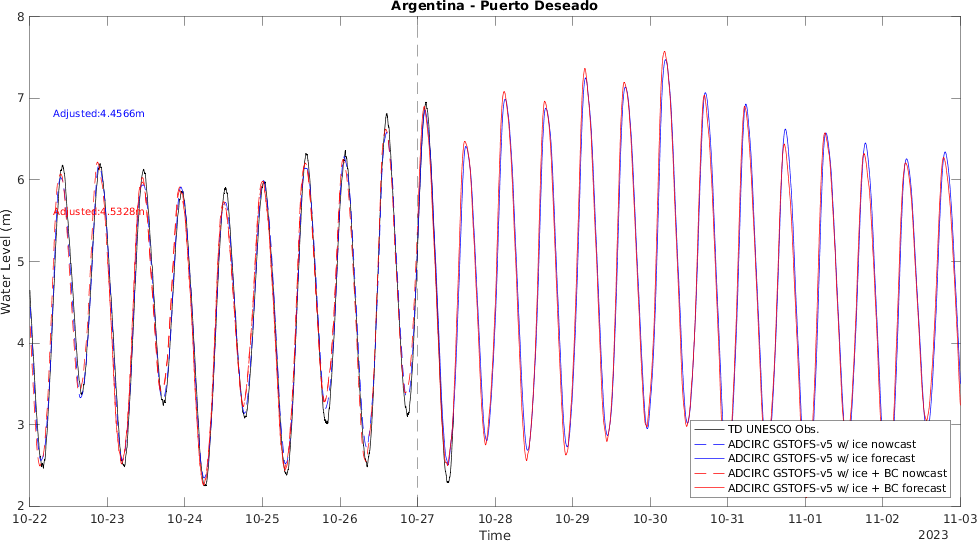 Argentina - Puerto Deseado
8
7
6
5
4
3
2
Water Level (m)
Adjusted:4.4566m
Adjusted:4.5328m
TD UNESCO Obs.
ADCIRC GSTOFS-v5 w/ ice nowcast
ADCIRC GSTOFS-v5 w/ ice forecast
ADCIRC GSTOFS-v5 w/ ice + BC nowcast
ADCIRC GSTOFS-v5 w/ ice + BC forecast
10-22 10-23 10-24 10-25 10-26 10-27 10-28 10-29 10-30 10-31 11-01 11-02 11-03
Time
2023